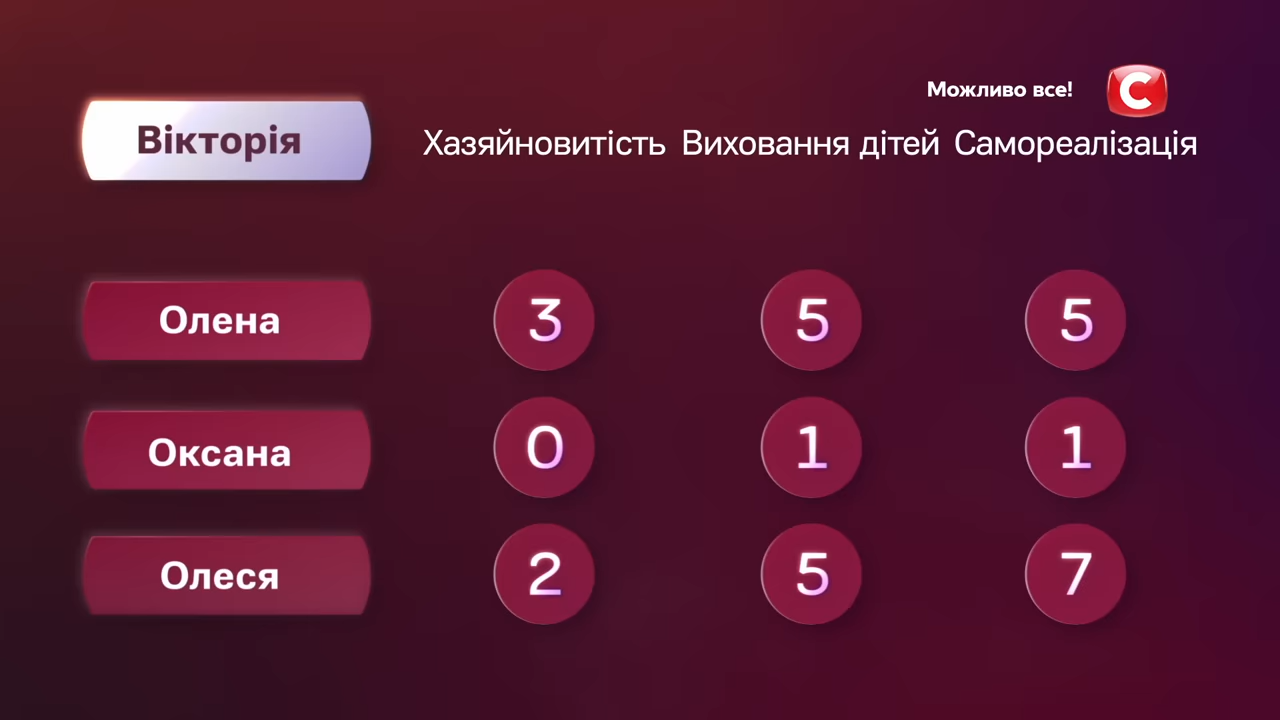 Можливо все! C
Вікторія Хазяйновитість Виховання дітей Самореалізація
Олена 3 5 5
Оксана 0 1 1
Олеся 2 5 7